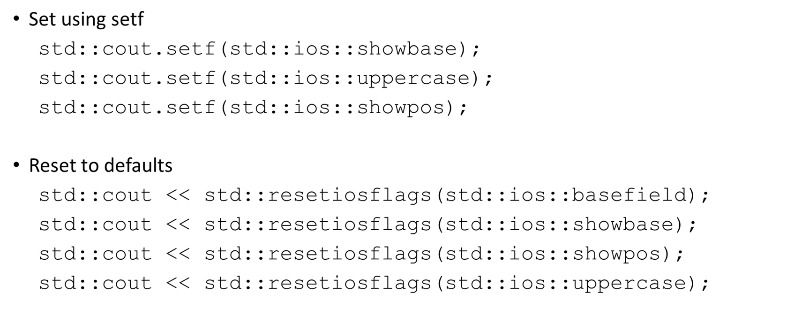 • Set using setf
std::cout.setf(std::ios::showbase);
std::cout.setf(std::ios::uppercase);
std::cout.setf(std::ios::showpos);
• Reset to defaults
std::cout << std::resetiosflags(std::ios::basefield);
std::cout << std::resetiosflags(std::ios::showbase);
std::cout << std::resetiosflags(std::ios::showpos);
std::cout << std::resetiosflags(std::ios::uppercase);